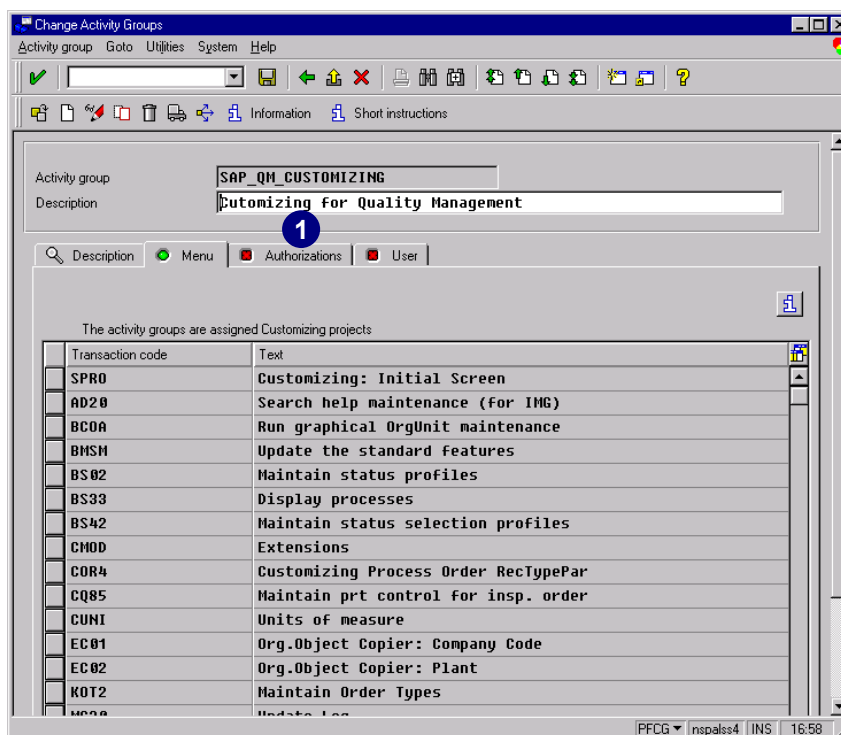 Change Activity Groups
Activity group Goto Utilities System Help
Information Short instructions
Activity group SAP_QM_CUSTOMIZING
Description Cutomizing for Quality Management
1
Description Menu Authorizations User
The activity groups are assigned Customizing projects
Transaction code Text
SPRO Customizing: Initial Screen
AD20 Search help maintenance (for IMG)
BCOA Run graphical OrgUnit maintenance
BMSM Update the standard features
BS02 Maintain status profiles
BS33 Display processes
BS42 Maintain status selection profiles
CMOD Extensions
COR4 Customizing Process Order RecTypePar
CQ85 Maintain prt control for insp. order
CUNI Units of measure
EC01 Org.Object Copier: Company Code
EC02 Org.Object Copier: Plant
KOT2 Maintain Order Types
Update Log
PFCG nspalss4 INS 16:58